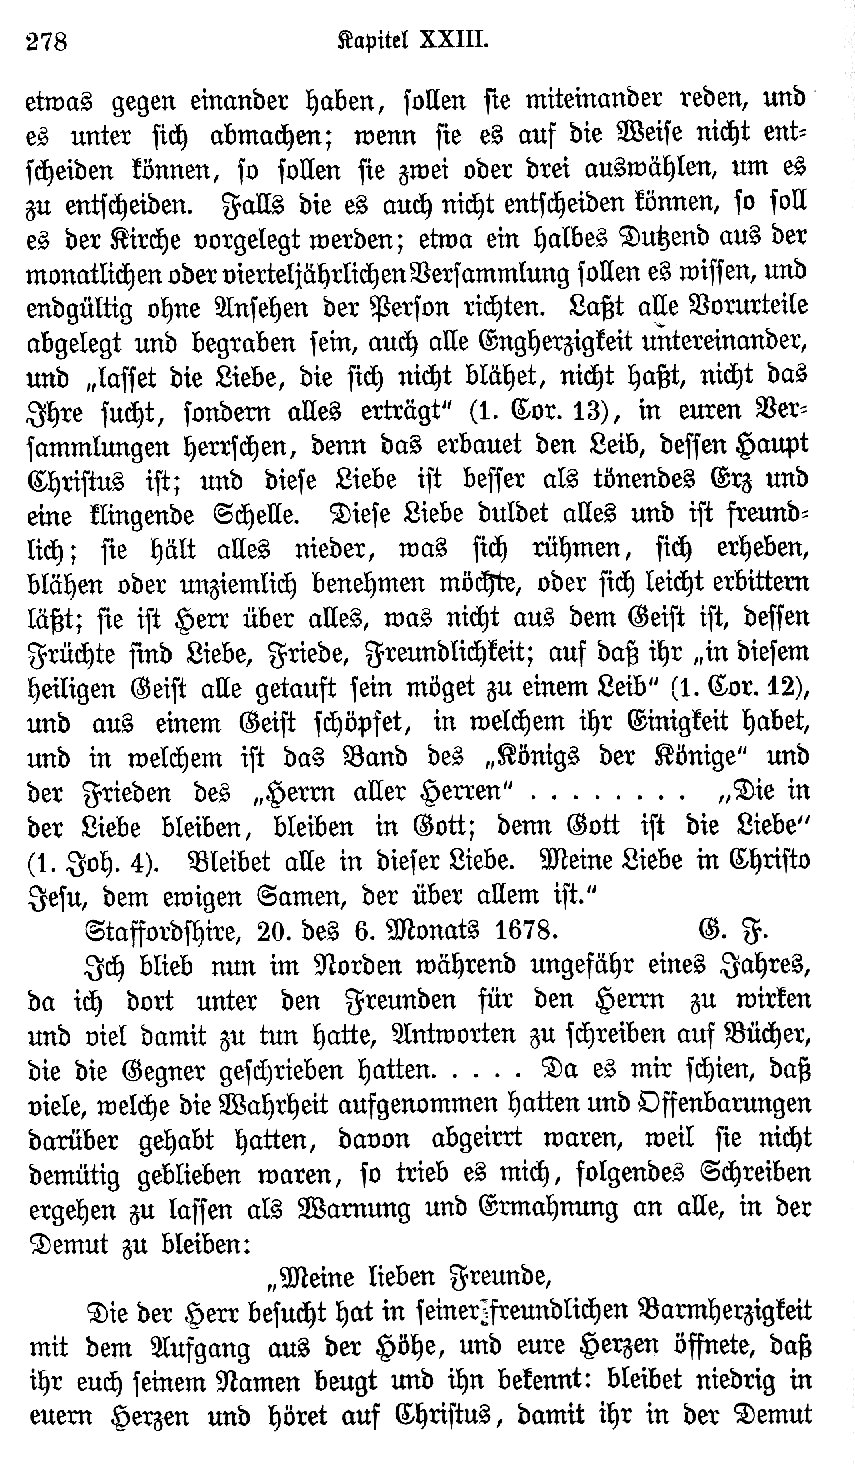 278 Kapitel XXIII.
etwas gegen einander haben, sollen sie miteinander reden, und
es unter sich abmachen; wenn sie es auf die Weise nicht ent-
scheiden können, so sollen sie zwei oder drei auswählen, um es
zu entscheiden. Falls die es auch nicht entscheiden können, so soll
es der Kirche vorgelegt werden; etwa ein halbes Dutzend aus der
monatlichen oder vierteljährlichen Versammlung sollen es wissen, und
endgültig ohne Ansehen der Person richten. Laßt alle Vorurteile
abgelegt und begraben sein, auch alle Engherzigkeit untereinander,
und „lasset die Liebe, die sich nicht blähet, nicht haßt, nicht das
Ihre sucht, sondern alles erträgt“ (1. Cor. 13), in euren Ver-
sammlungen herrschen, denn das erbauet den Leib, dessen Haupt
Christus ist; und diese Liebe ist besser als tönendes Erz und
eine klingende Schelle. Diese Liebe duldet alles und ist freund-
lich; sie hält alles nieder, was sich rühmen, sich erheben,
blähen oder unziemlich benehmen möchte, oder sich leicht erbittern
läßt; sie ist Herr über alles, was nicht aus dem Geist ist, dessen
Früchte sind Liebe, Friede, Freundlichkeit; auf daß ihr „in diesem
heiligen Geist alle getauft sein möget zu einem Leib“ (1. Cor. 12),
und aus einem Geist schöpfet, in welchem ihr Einigkeit habet,
und in welchem ist das Band des „Königs der Könige“ und
der Frieden des „Herrn aller Herren“ . . . . . . . . „Die in
der Liebe bleiben, bleiben in Gott; denn Gott ist die Liebe“
(1. Joh. 4). Bleibet alle in dieser Liebe. Meine Liebe in Christo
Jesu, dem ewigen Samen, der über allem ist.“
Staffordshire, 20. des 6. Monats 1678. G. F.
Ich blieb nun im Norden während ungefähr eines Jahres,
da ich dort unter den Freunden für den Herrn zu wirken
und viel damit zu tun hatte, Antworten zu schreiben auf Bücher,
die die Gegner geschrieben hatten. . . . . Da es mir schien, daß
viele, welche die Wahrheit aufgenommen hatten und Offenbarungen
darüber gehabt hatten, davon abgeirrt waren, weil sie nicht
demütig geblieben waren, so trieb es mich, folgendes Schreiben
ergehen zu lassen als Warnung und Ermahnung an alle, in der
Demut zu bleiben:
„Meine lieben Freunde,
Die der Herr besucht hat in seiner freundlichen Barmherzigkeit
mit dem Aufgang aus der Höhe, und eure Herzen öffnete, daß
ihr euch seinem Namen beugt und ihn bekennt: bleibet niedrig in
euern Herzen und höret auf Christus, damit ihr in der Demut